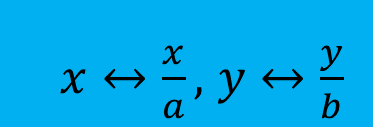 x ↔ x/a, y ↔ y/b